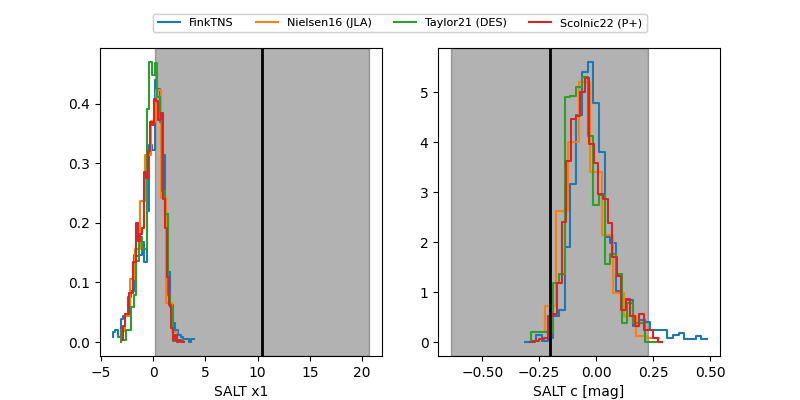 FinkTNS Nielsen16 (JLA) Taylor21 (DES) Scolnic22 (P+)
0.4
0.3
0.2
0.1
0.0
−5 0 5 10 15 20
SALT x1
5
4
3
2
1
0
−0.50 −0.25 0.00 0.25 0.50
SALT c [mag]